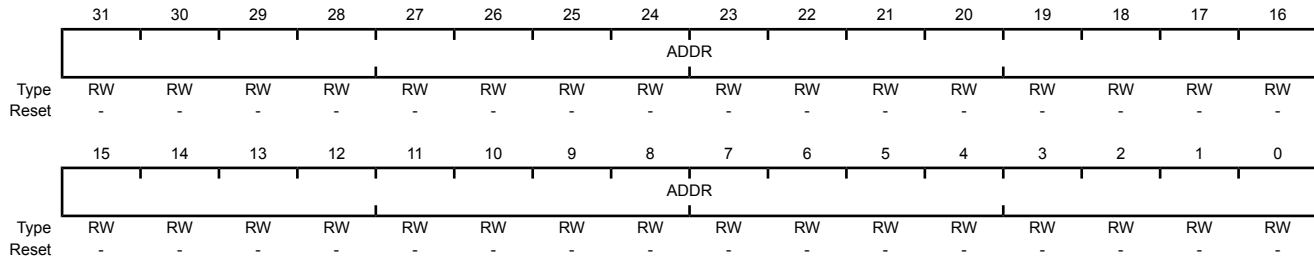 31 30 29 28 27 26 25 24 23 22 21 20 19 18 17 16
ADDR
Type RW RW RW RW RW RW RW RW RW RW RW RW RW RW RW RW
Reset - - - - - - - - - - - - - - - -
15 14 13 12 11 10 9 8 7 6 5 4 3 2 1 0
ADDR
Type RW RW RW RW RW RW RW RW RW RW RW RW RW RW RW RW
Reset - - - - - - - - - - - - - - - -